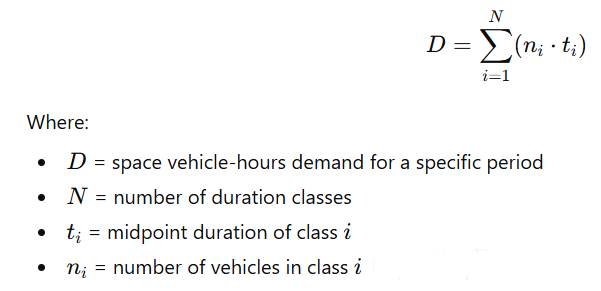 D = \sum_{i=1}^{N} (n_i \cdot t_i)
Where:
• D = space vehicle-hours demand for a specific period
• N = number of duration classes
• t_i = midpoint duration of class i
• n_i = number of vehicles in class i